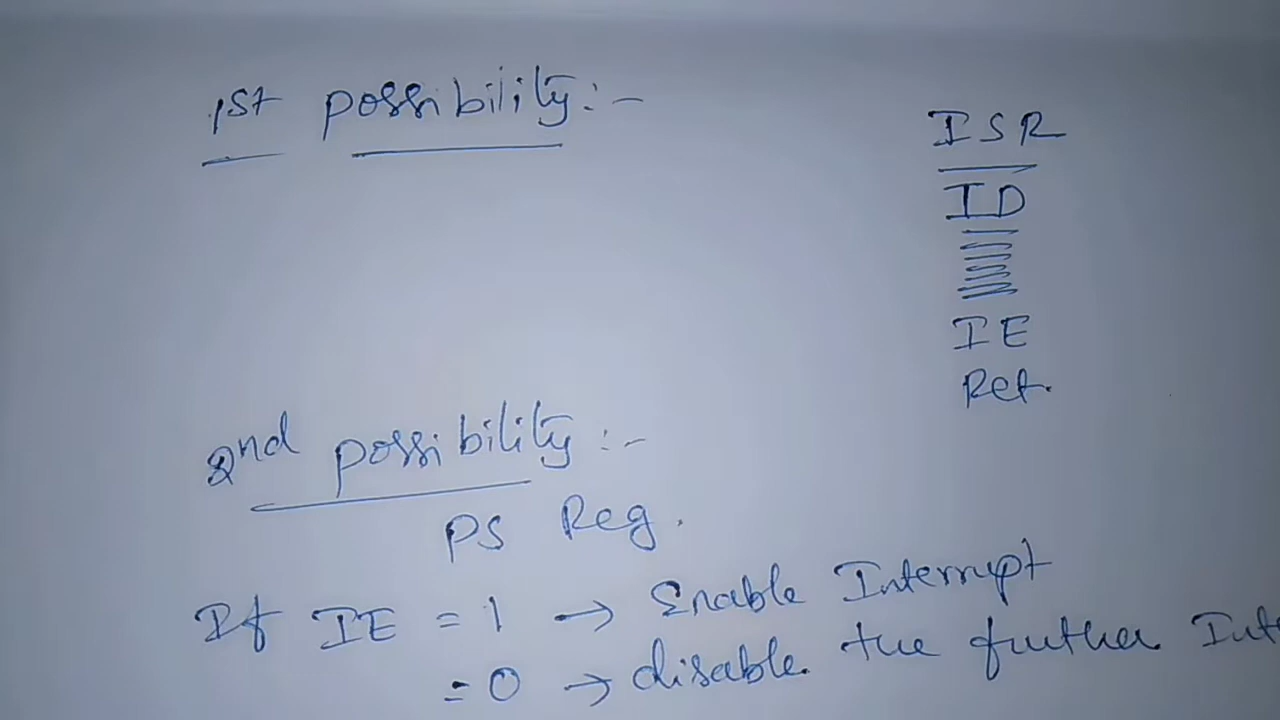 1st possibility:-
ISR
ID
IE
Ret.
2nd possibility:-
PS Reg.
If IE = 1 → Enable Interrupt
= 0 → disable the further